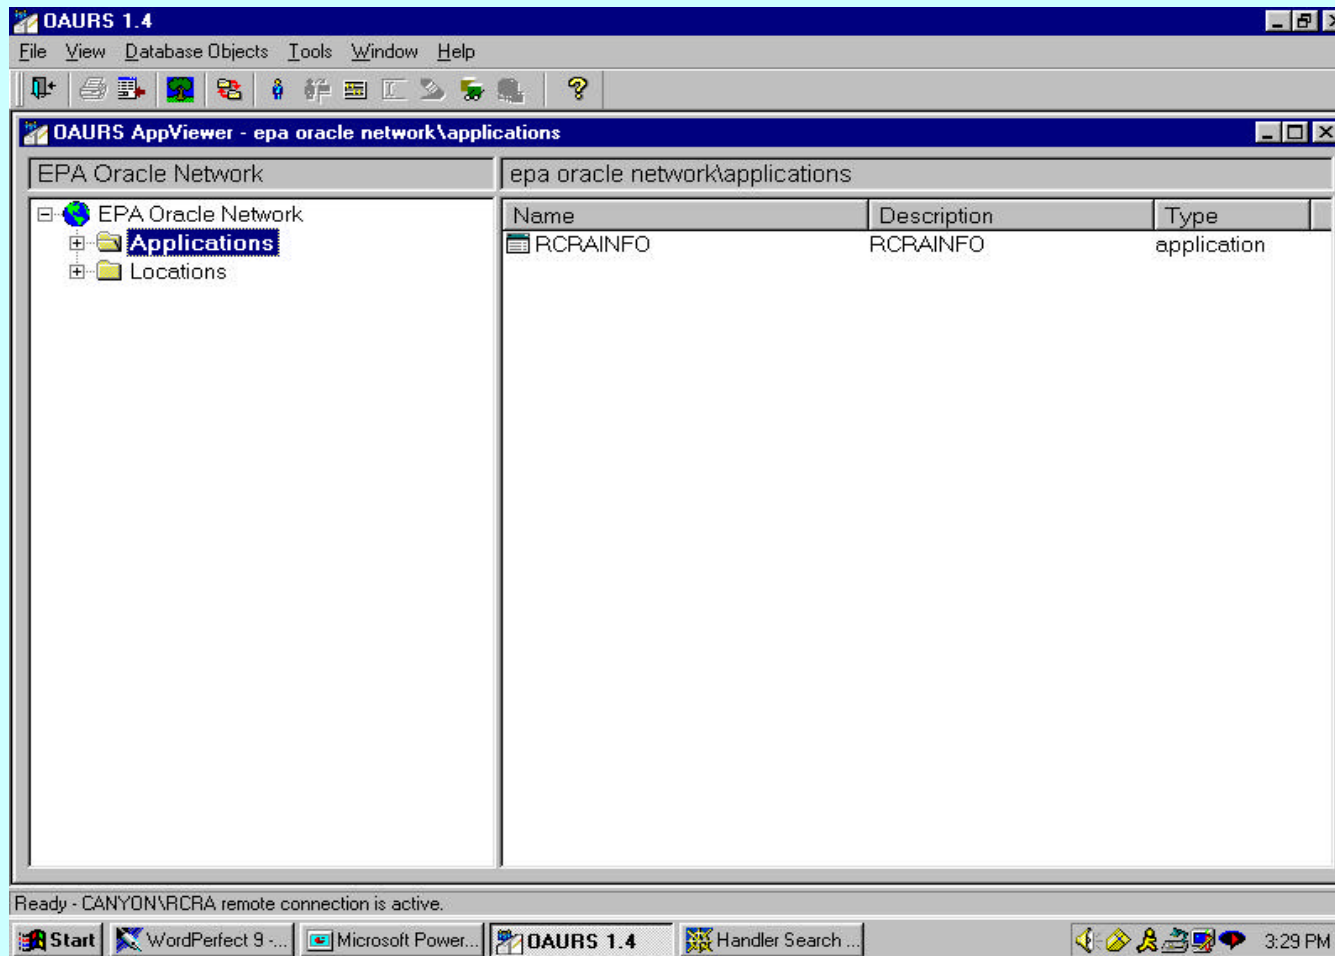 OAURS 1.4
File View Database Objects Tools Window Help
OAURS AppViewer - epa oracle network\applications
EPA Oracle Network
epa oracle network\applications
EPA Oracle Network
Applications
Locations
Name Description Type
RCRAINFO RCRAINFO application
Ready - CANYON\RCRA remote connection is active.
Start WordPerfect 9 -... Microsoft Power... OAURS 1.4 Handler Search ... 3:29 PM